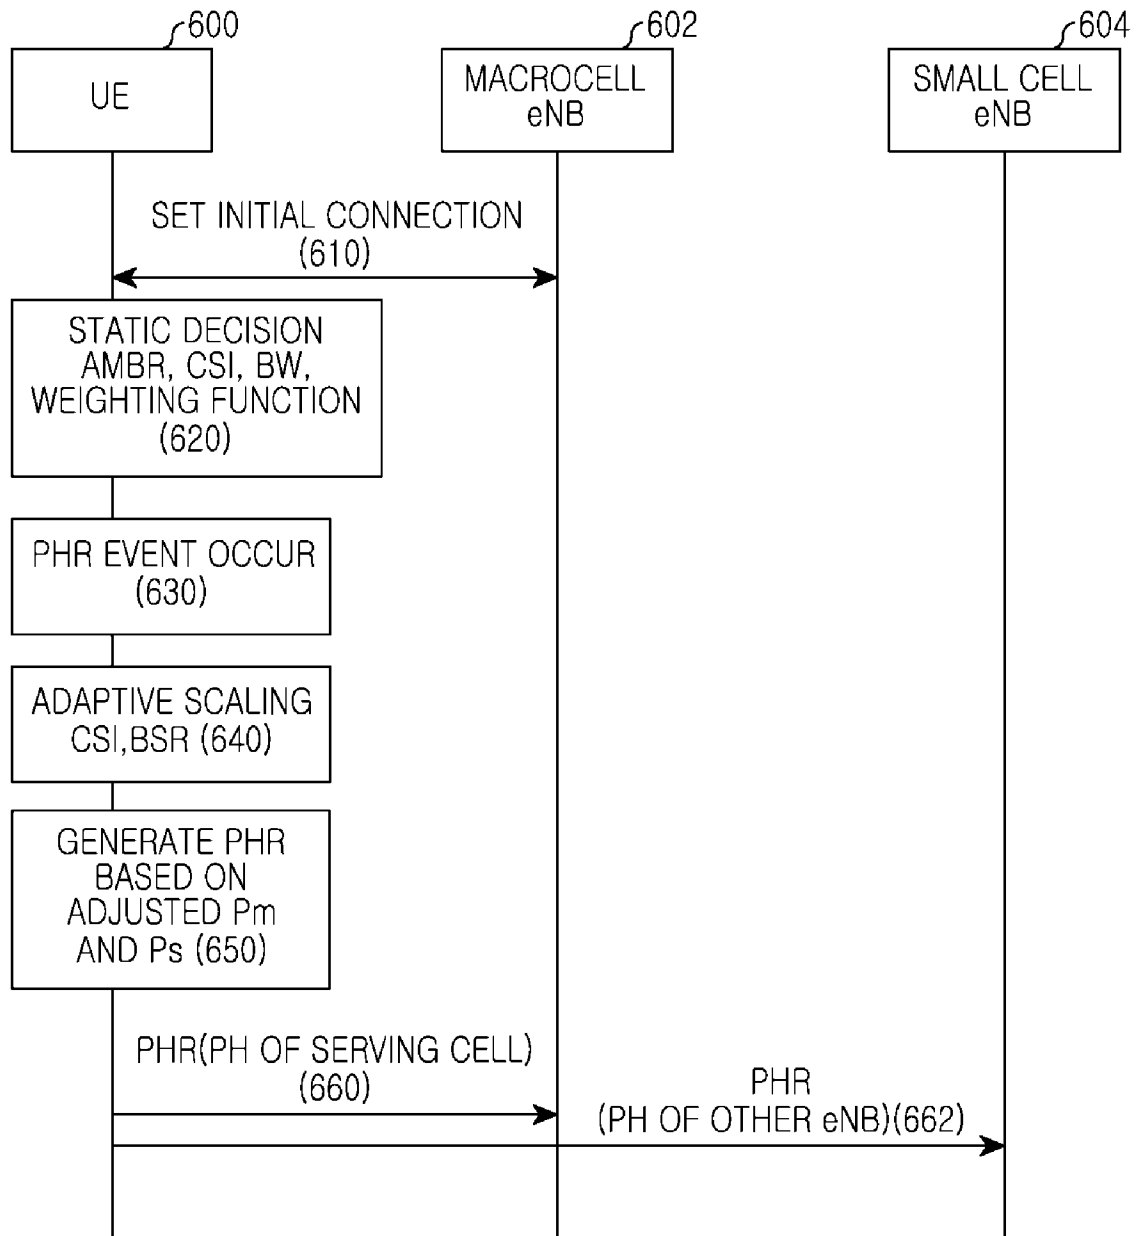 600
602
604
UE
MACROCELL
eNB
SMALL CELL
eNB
SET INITIAL CONNECTION
(610)
STATIC DECISION
AMBR, CSI, BW,
WEIGHTING FUNCTION
(620)
PHR EVENT OCCUR
(630)
ADAPTIVE SCALING
CSI,BSR (640)
GENERATE PHR
BASED ON
ADJUSTED Pm
AND Ps (650)
PHR(PH OF SERVING CELL)
(660)
PHR
(PH OF OTHER eNB)(662)